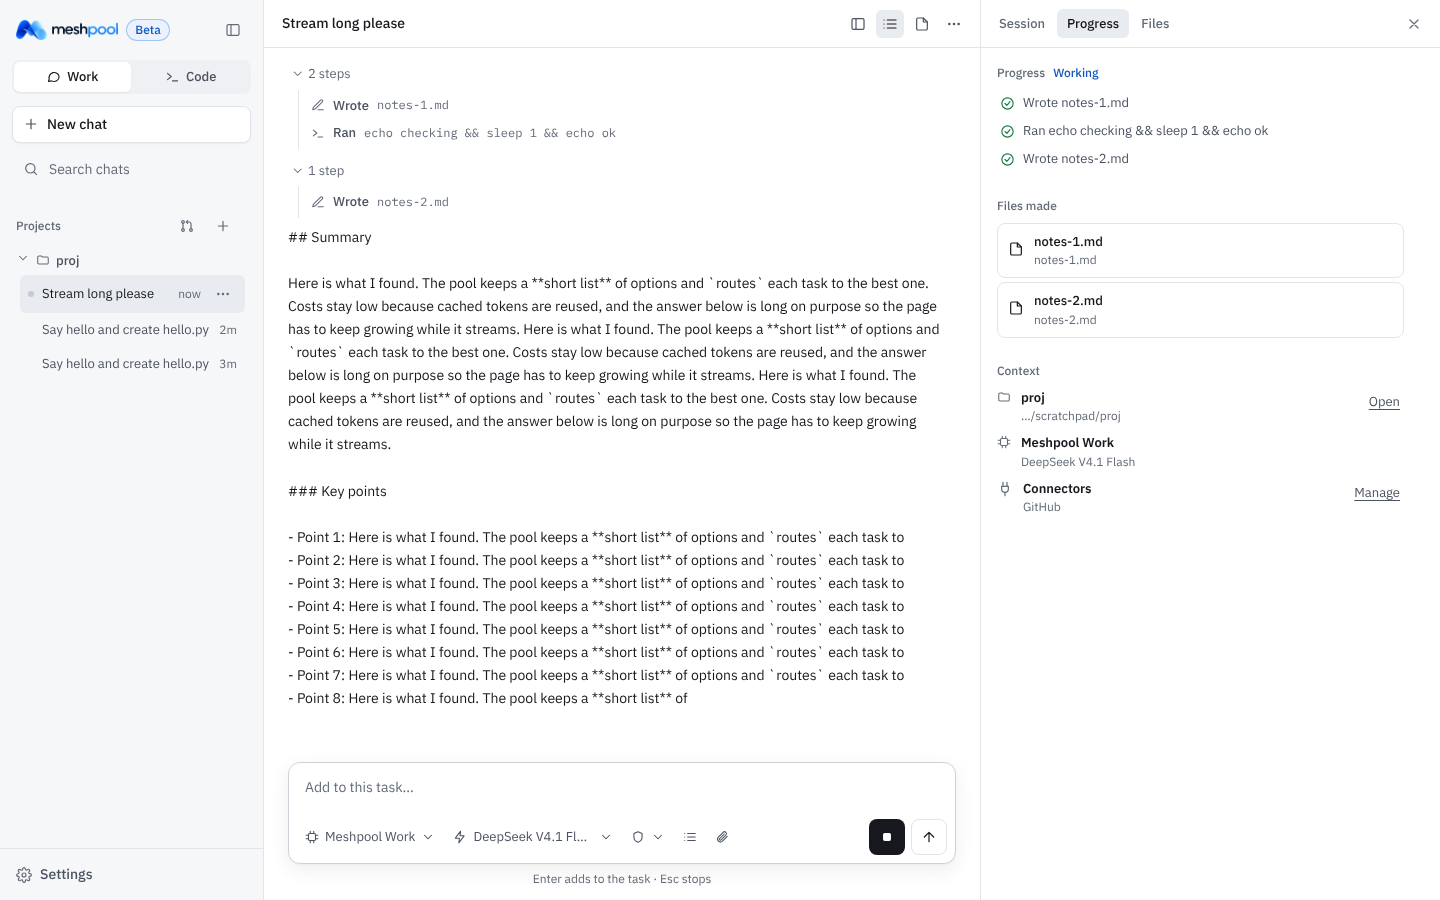 meshpool Beta
Work
Code
New chat
Search chats
Projects
proj
Stream long please now
Say hello and create hello.py 2m
Say hello and create hello.py 3m
Settings
Stream long please
2 steps
Wrote notes-1.md
Ran echo checking && sleep 1 && echo ok
1 step
Wrote notes-2.md
## Summary
Here is what I found. The pool keeps a **short list** of options and `routes` each task to the best one.
Costs stay low because cached tokens are reused, and the answer below is long on purpose so the page
has to keep growing while it streams. Here is what I found. The pool keeps a **short list** of options and
`routes` each task to the best one. Costs stay low because cached tokens are reused, and the answer
below is long on purpose so the page has to keep growing while it streams. Here is what I found. The
pool keeps a **short list** of options and `routes` each task to the best one. Costs stay low because
cached tokens are reused, and the answer below is long on purpose so the page has to keep growing
while it streams.
### Key points
- Point 1: Here is what I found. The pool keeps a **short list** of options and `routes` each task to
- Point 2: Here is what I found. The pool keeps a **short list** of options and `routes` each task to
- Point 3: Here is what I found. The pool keeps a **short list** of options and `routes` each task to
- Point 4: Here is what I found. The pool keeps a **short list** of options and `routes` each task to
- Point 5: Here is what I found. The pool keeps a **short list** of options and `routes` each task to
- Point 6: Here is what I found. The pool keeps a **short list** of options and `routes` each task to
- Point 7: Here is what I found. The pool keeps a **short list** of options and `routes` each task to
- Point 8: Here is what I found. The pool keeps a **short list** of
Add to this task...
Meshpool Work
DeepSeek V4.1 Fl...
Enter adds to the task · Esc stops
Session
Progress
Files
Progress Working
Wrote notes-1.md
Ran echo checking && sleep 1 && echo ok
Wrote notes-2.md
Files made
notes-1.md
notes-1.md
notes-2.md
notes-2.md
Context
proj
.../scratchpad/proj
Open
Meshpool Work
DeepSeek V4.1 Flash
Connectors
GitHub
Manage